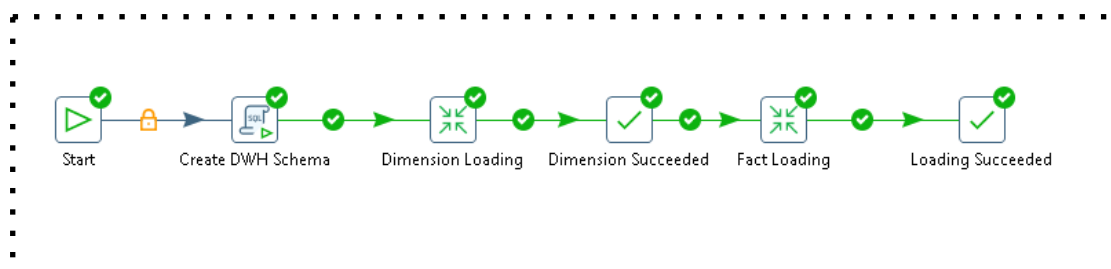 SQL
Start
Create DWH Schema
Dimension Loading
Dimension Succeeded
Fact Loading
Loading Succeeded